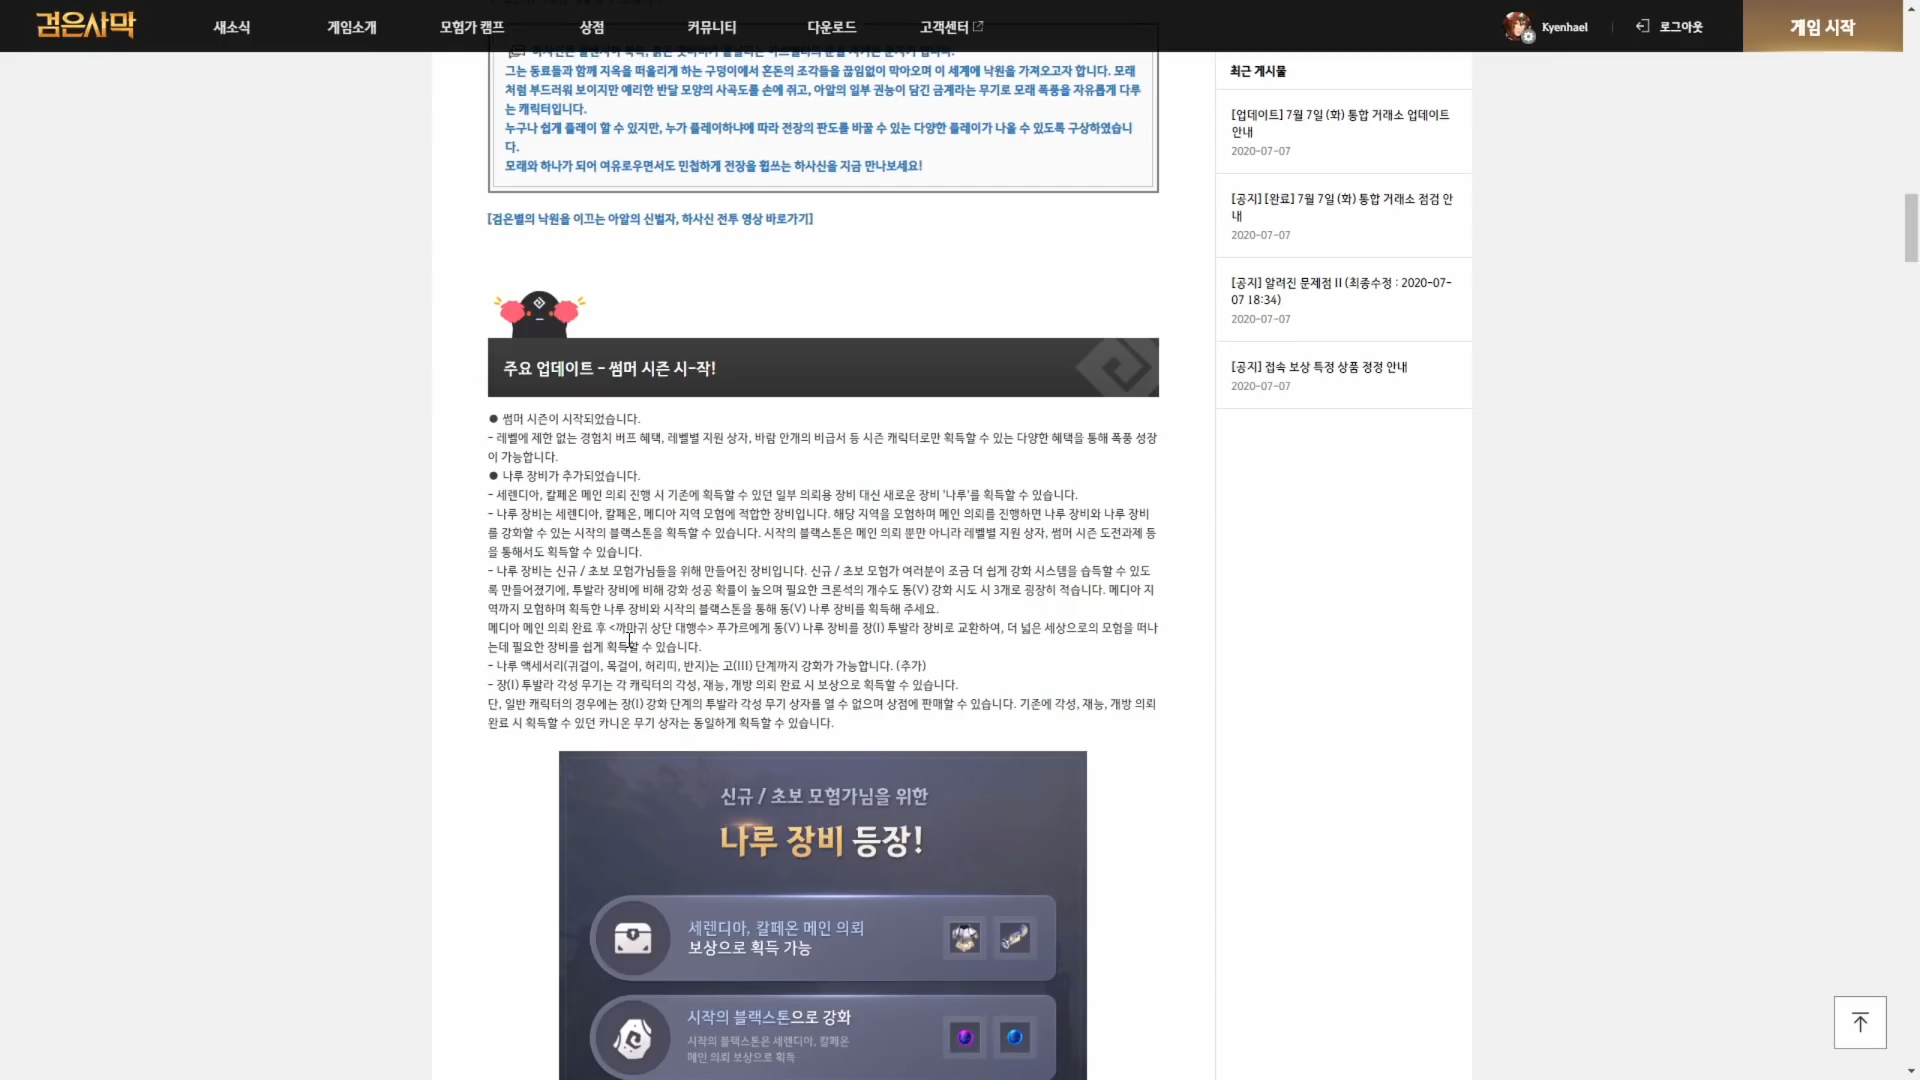 검은사막
새소식
게임소개
모험가 캠프
상점
커뮤니티
다운로드
고객센터
Kyenhael
로그아웃
게임 시작
그는 동료들과 함께 지옥을 떠올리게 하는 구덩이에서 혼돈의 조각들을 끊임없이 막아오며 이 세계에 낙원을 가져오고자 합니다. 모래
처럼 부드러워 보이지만 예리한 반달 모양의 사곡도를 손에 쥐고, 아알의 일부 권능이 담긴 금계라는 무기로 모래 폭풍을 자유롭게 다루
는 캐릭터입니다.
누구나 쉽게 플레이 할 수 있지만, 누가 플레이하냐에 따라 전장의 판도를 바꿀 수 있는 다양한 플레이가 나올 수 있도록 구상하였습니
다.
모래와 하나가 되어 여유로우면서도 민첩하게 전장을 휩쓰는 하사신을 지금 만나보세요!
[검은별의 낙원을 이끄는 아알의 신벌자, 하사신 전투 영상 바로가기]
주요 업데이트 - 썸머 시즌 시-작!
● 썸머 시즌이 시작되었습니다.
- 레벨에 제한 없는 경험치 버프 혜택, 레벨별 지원 상자, 바람 안개의 비급서 등 시즌 캐릭터로만 획득할 수 있는 다양한 혜택을 통해 폭풍 성장
이 가능합니다.
● 나루 장비가 추가되었습니다.
- 세렌디아, 칼페온 메인 의뢰 진행 시 기존에 획득할 수 있던 일부 의뢰용 장비 대신 새로운 장비 '나루'를 획득할 수 있습니다.
- 나루 장비는 세렌디아, 칼페온, 메디아 지역 모험에 적합한 장비입니다. 해당 지역을 모험하며 메인 의뢰를 진행하면 나루 장비와 나루 장비
를 강화할 수 있는 시작의 블랙스톤을 획득할 수 있습니다. 시작의 블랙스톤은 메인 의뢰 뿐만 아니라 레벨별 지원 상자, 썸머 시즌 도전과제 등
을 통해서도 획득할 수 있습니다.
- 나루 장비는 신규 / 초보 모험가님들을 위해 만들어진 장비입니다. 신규 / 초보 모험가 여러분이 조금 더 쉽게 강화 시스템을 습득할 수 있도
록 만들어졌기에, 투발라 장비에 비해 강화 성공 확률이 높으며 필요한 크론석의 개수도 동(V) 강화 시도 시 3개로 굉장히 적습니다. 메디아 지
역까지 모험하며 획득한 나루 장비와 시작의 블랙스톤을 통해 동(V) 나루 장비를 획득해 주세요.
메디아 메인 의뢰 완료 후 <까마귀 상단 대행수> 푸가르에게 동(V) 나루 장비를 장(I) 투발라 장비로 교환하여, 더 넓은 세상으로의 모험을 떠나
는데 필요한 장비를 쉽게 획득할 수 있습니다.
- 나루 액세서리(귀걸이, 목걸이, 허리띠, 반지)는 고(III) 단계까지 강화가 가능합니다. (추가)
- 장(I) 투발라 각성 무기는 각 캐릭터의 각성, 재능, 개방 의뢰 완료 시 보상으로 획득할 수 있습니다.
단, 일반 캐릭터의 경우에는 장(I) 강화 단계의 투발라 각성 무기 상자를 열 수 없으며 상점에 판매할 수 있습니다. 기존에 각성, 재능, 개방 의뢰
완료 시 획득할 수 있던 카니온 무기 상자는 동일하게 획득할 수 있습니다.
신규 / 초보 모험가님을 위한
나루 장비 등장!
세렌디아, 칼페온 메인 의뢰
보상으로 획득 가능
시작의 블랙스톤으로 강화
시작의 블랙스톤은 세렌디아, 칼페온
메인 의뢰 보상으로 획득
최근 게시물
[업데이트] 7월 7일 (화) 통합 거래소 업데이트
안내
2020-07-07
[공지] [완료] 7월 7일 (화) 통합 거래소 점검 안
내
2020-07-07
[공지] 알려진 문제점 II (최종수정 : 2020-07-
07 18:34)
2020-07-07
[공지] 접속 보상 특정 상품 정정 안내
2020-07-07